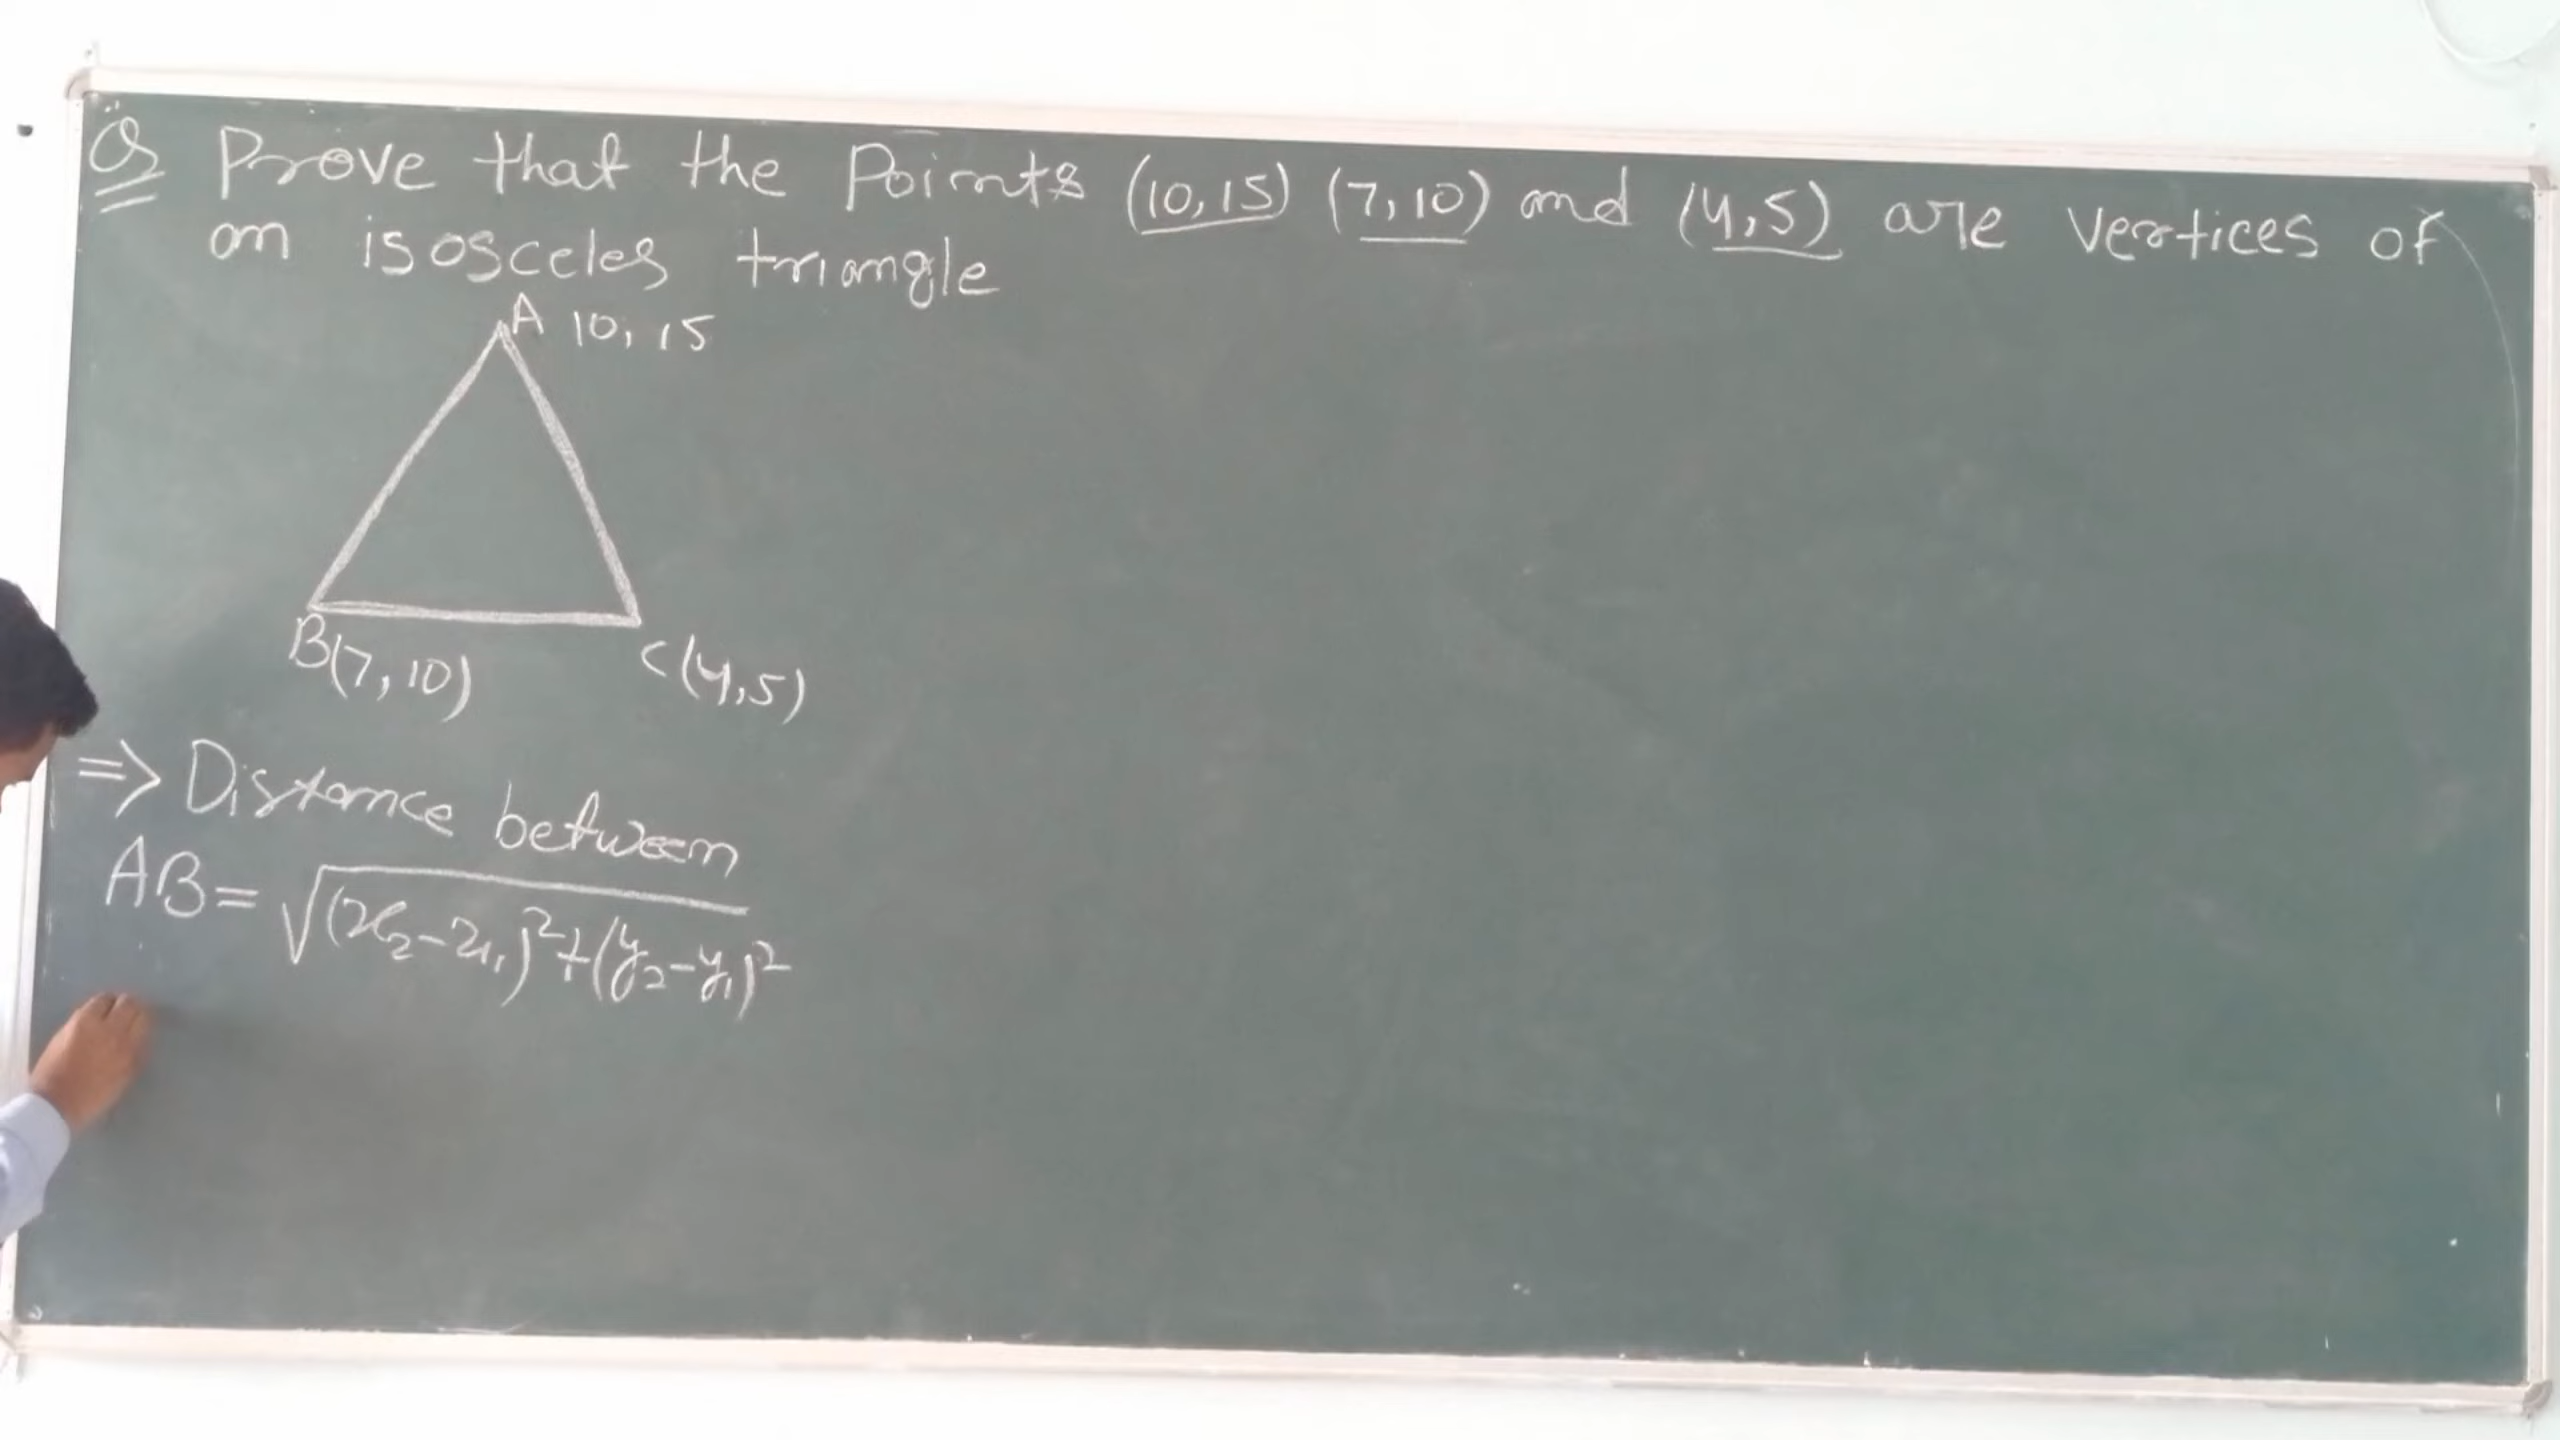 Q Prove that the Points (10,15) (7,10) and (4,5) are vertices of
an isosceles triangle
A 10, 15
B(7,10) C(4,5)
=> Distance between
AB = √(x₂-x₁)²+(y₂-y₁)²